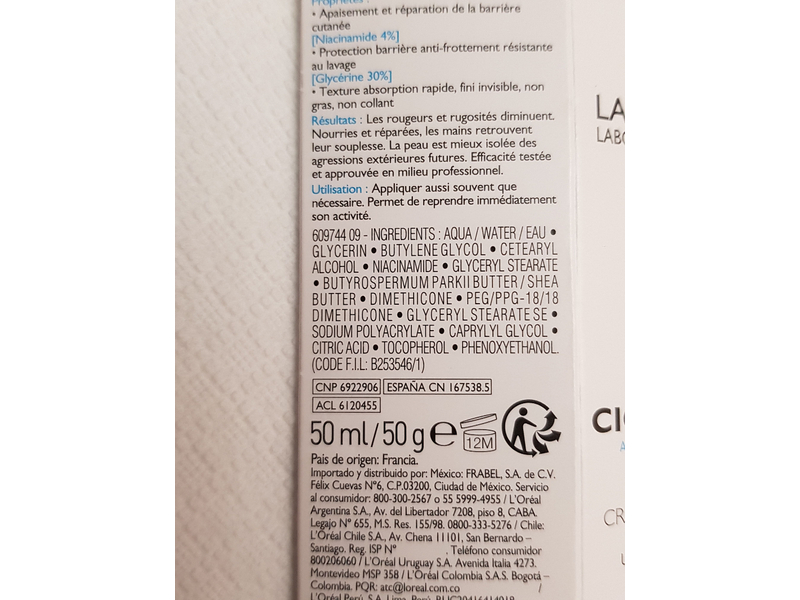 • Apaisement et réparation de la barrière
cutanée
[Niacinamide 4%]
• Protection barrière anti-frottement résistante
au lavage
[Glycérine 30%]
• Texture absorption rapide, fini invisible, non
gras, non collant
Résultats : Les rougeurs et rugosités diminuent.
Nourries et réparées, les mains retrouvent
leur souplesse. La peau est mieux isolée des
agressions extérieures futures. Efficacité testée
et approuvée en milieu professionnel.
Utilisation : Appliquer aussi souvent que
nécessaire. Permet de reprendre immédiatement
son activité.
609744 09 - INGREDIENTS : AQUA / WATER / EAU •
GLYCERIN • BUTYLENE GLYCOL • CETEARYL
ALCOHOL • NIACINAMIDE • GLYCERYL STEARATE
• BUTYROSPERMUM PARKII BUTTER / SHEA
BUTTER • DIMETHICONE • PEG/PPG-18/18
DIMETHICONE • GLYCERYL STEARATE SE •
SODIUM POLYACRYLATE • CAPRYLYL GLYCOL •
CITRIC ACID • TOCOPHEROL • PHENOXYETHANOL.
(CODE F.I.L: B253546/1)
CNP 6922906 ESPAÑA CN 167538.5
ACL 6120455
50 ml/50 g e 12M
Pais de origen: Francia.
Importado y distribuido por: México: FRABEL, S.A. de C.V.
Félix Cuevas N°6, C.P.03200, Ciudad de México. Servicio
al consumidor: 800-300-2567 o 55 5999-4955 / L'Oréal
Argentina S.A., Av. del Libertador 7208, piso 8, CABA.
Legajo N° 655, M.S. Res. 155/98. 0800-333-5276 / Chile:
L'Oréal Chile S.A., Av. Chena 11101, San Bernardo –
Santiago. Reg. ISP N° . Teléfono consumidor
800206060 / L'Oréal Uruguay S.A. Avenida Italia 4273.
Montevideo MSP 358 / L'Oréal Colombia S.A.S. Bogotá –
Colombia. PQR: atc@loreal.com.co /
L'Oréal Perú S.A. Lima, Perú. RUC20416414018
LA
LABO
CI
CR